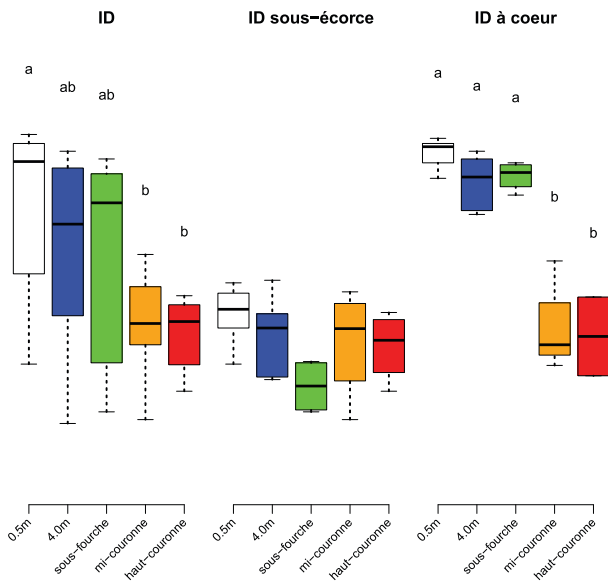 ID
ID sous−écorce
ID à coeur
a
ab
ab
b
b
a
a
a
b
b
0.5m
4.0m
sous−fourche
mi−couronne
haut−couronne
0.5m
4.0m
sous−fourche
mi−couronne
haut−couronne
0.5m
4.0m
sous−fourche
mi−couronne
haut−couronne